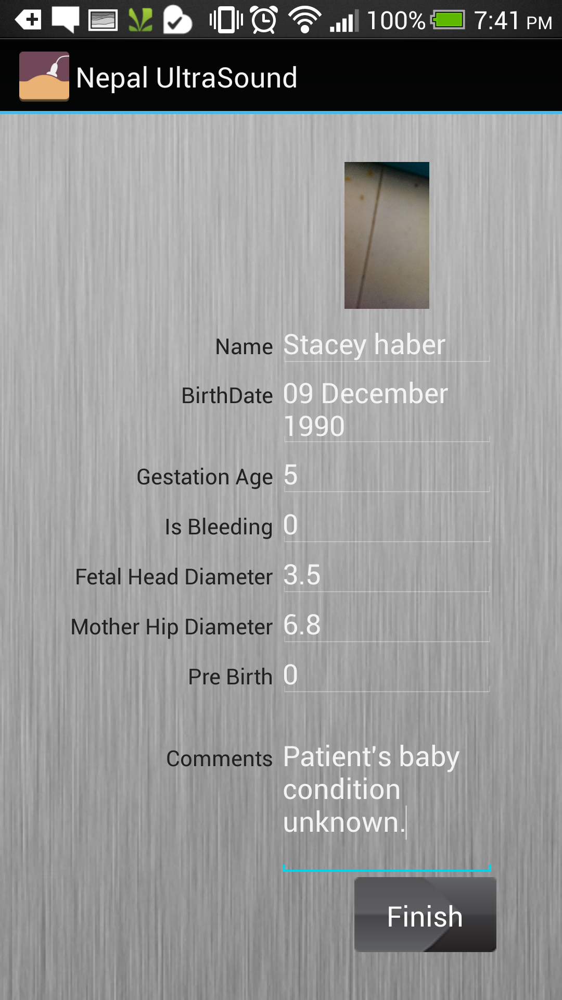 100% 7:41 PM
Nepal UltraSound
Name Stacey haber
BirthDate 09 December
1990
Gestation Age 5
Is Bleeding 0
Fetal Head Diameter 3.5
Mother Hip Diameter 6.8
Pre Birth 0
Comments Patient's baby
condition
unknown.
Finish